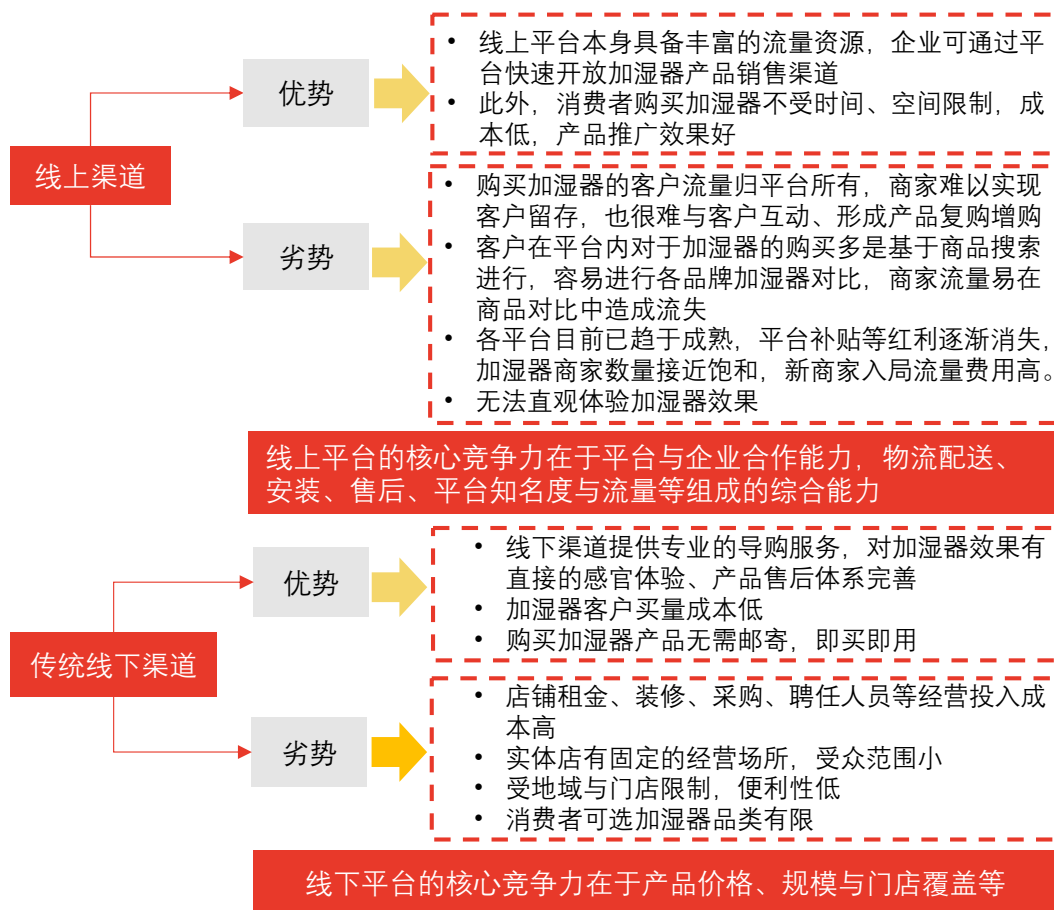 线上渠道
优势
• 线上平台本身具备丰富的流量资源，企业可通过平
台快速开放加湿器产品销售渠道
• 此外，消费者购买加湿器不受时间、空间限制，成
本低，产品推广效果好
劣势
• 购买加湿器的客户流量归平台所有，商家难以实现
客户留存，也很难与客户互动、形成产品复购增购
• 客户在平台内对于加湿器的购买多是基于商品搜索
进行，容易进行各品牌加湿器对比，商家流量易在
商品对比中造成流失
• 各平台目前已趋于成熟，平台补贴等红利逐渐消失，
加湿器商家数量接近饱和，新商家入局流量费用高。
• 无法直观体验加湿器效果
线上平台的核心竞争力在于平台与企业合作能力，物流配送、
安装、售后、平台知名度与流量等组成的综合能力
传统线下渠道
优势
• 线下渠道提供专业的导购服务，对加湿器效果有
直接的感官体验、产品售后体系完善
• 加湿器客户买量成本低
• 购买加湿器产品无需邮寄，即买即用
劣势
• 店铺租金、装修、采购、聘任人员等经营投入成
本高
• 实体店有固定的经营场所，受众范围小
• 受地域与门店限制，便利性低
• 消费者可选加湿器品类有限
线下平台的核心竞争力在于产品价格、规模与门店覆盖等